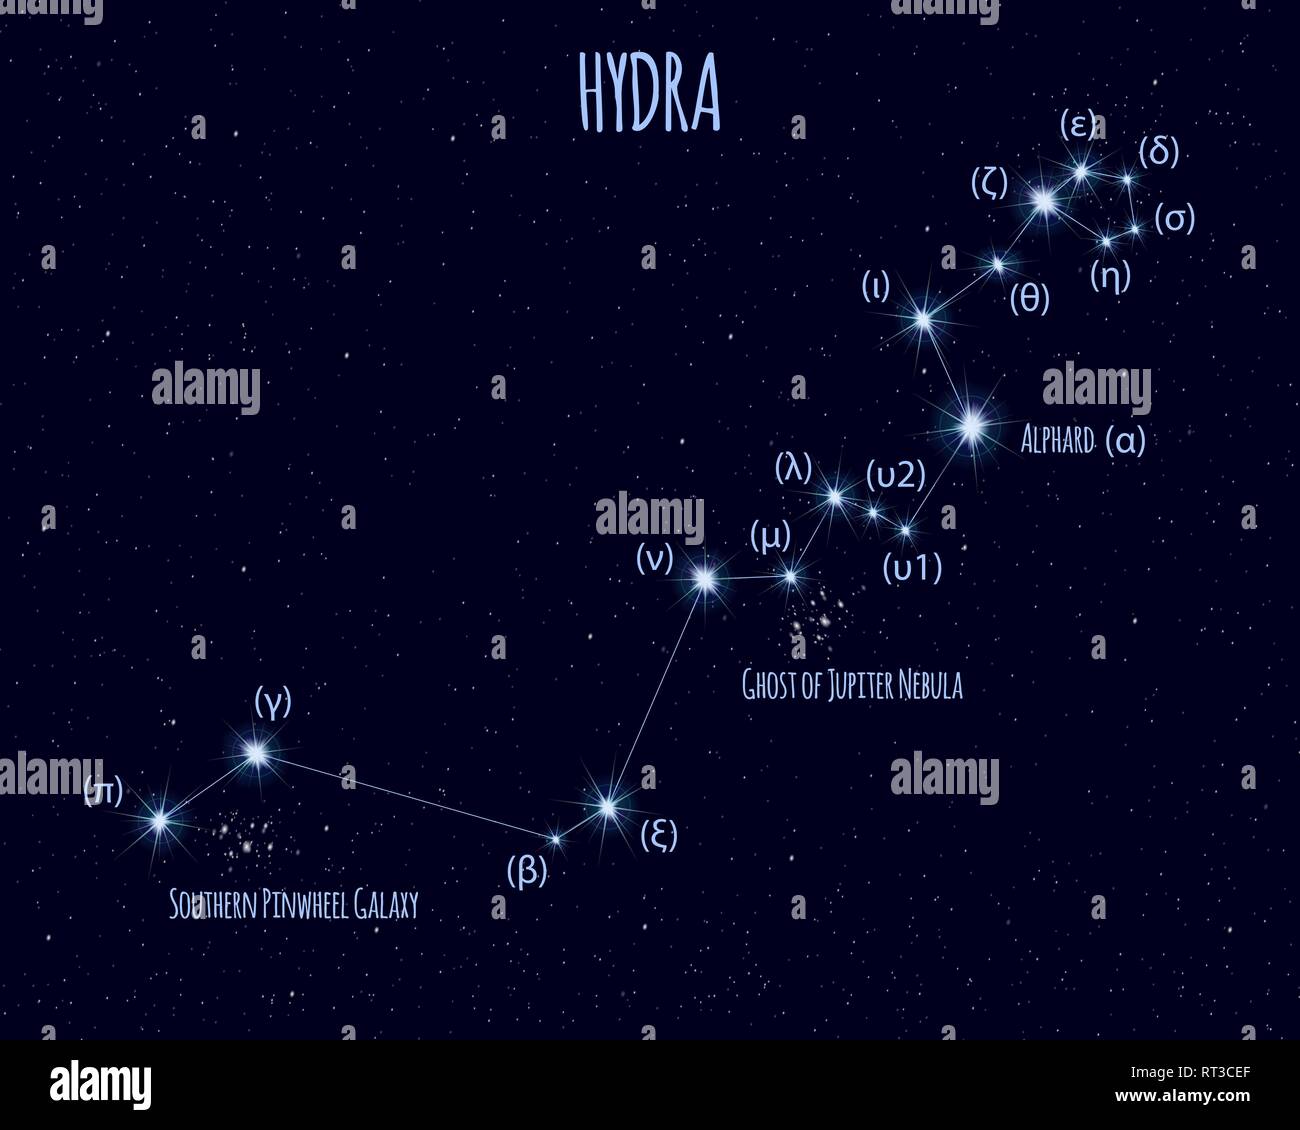 HYDRA
(ε)
(δ)
(ζ)
(σ)
(η)
(ι)
(θ)
alamy
alamy
ALPHARD (α)
(λ)
(υ2)
alamy
(μ)
(ν)
(υ1)
GHOST OF JUPITER NEBULA
(γ)
alamy
alamy
(π)
(ξ)
(β)
SOUTHERN PINWHEEL GALAXY
a
alamy
Image ID: RT3CEF
www.alamy.com